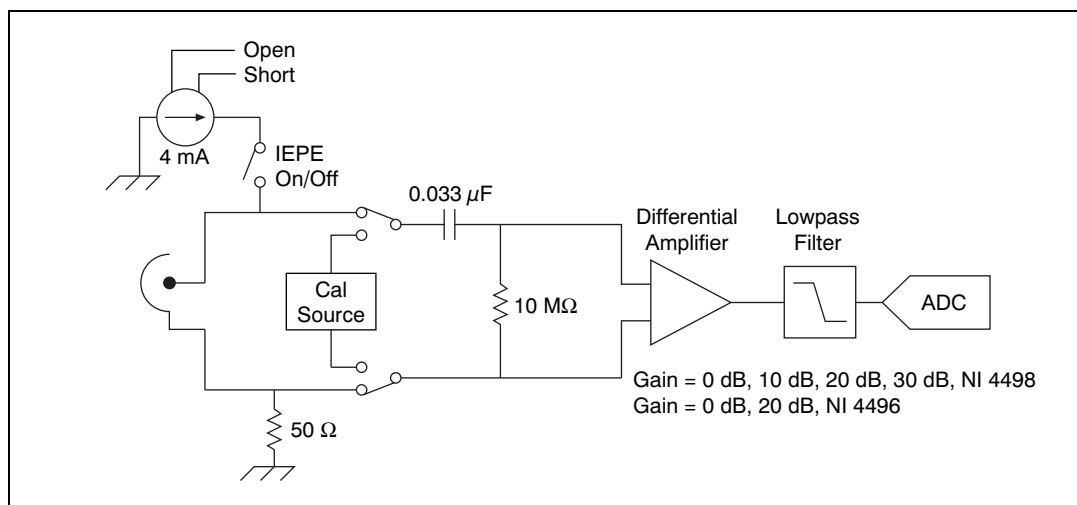 Open
Short
4 mA
IEPE
On/Off
0.033 µF
Differential
Amplifier
Lowpass
Filter
Cal
Source
10 MΩ
ADC
Gain = 0 dB, 10 dB, 20 dB, 30 dB, NI 4498
Gain = 0 dB, 20 dB, NI 4496
50 Ω